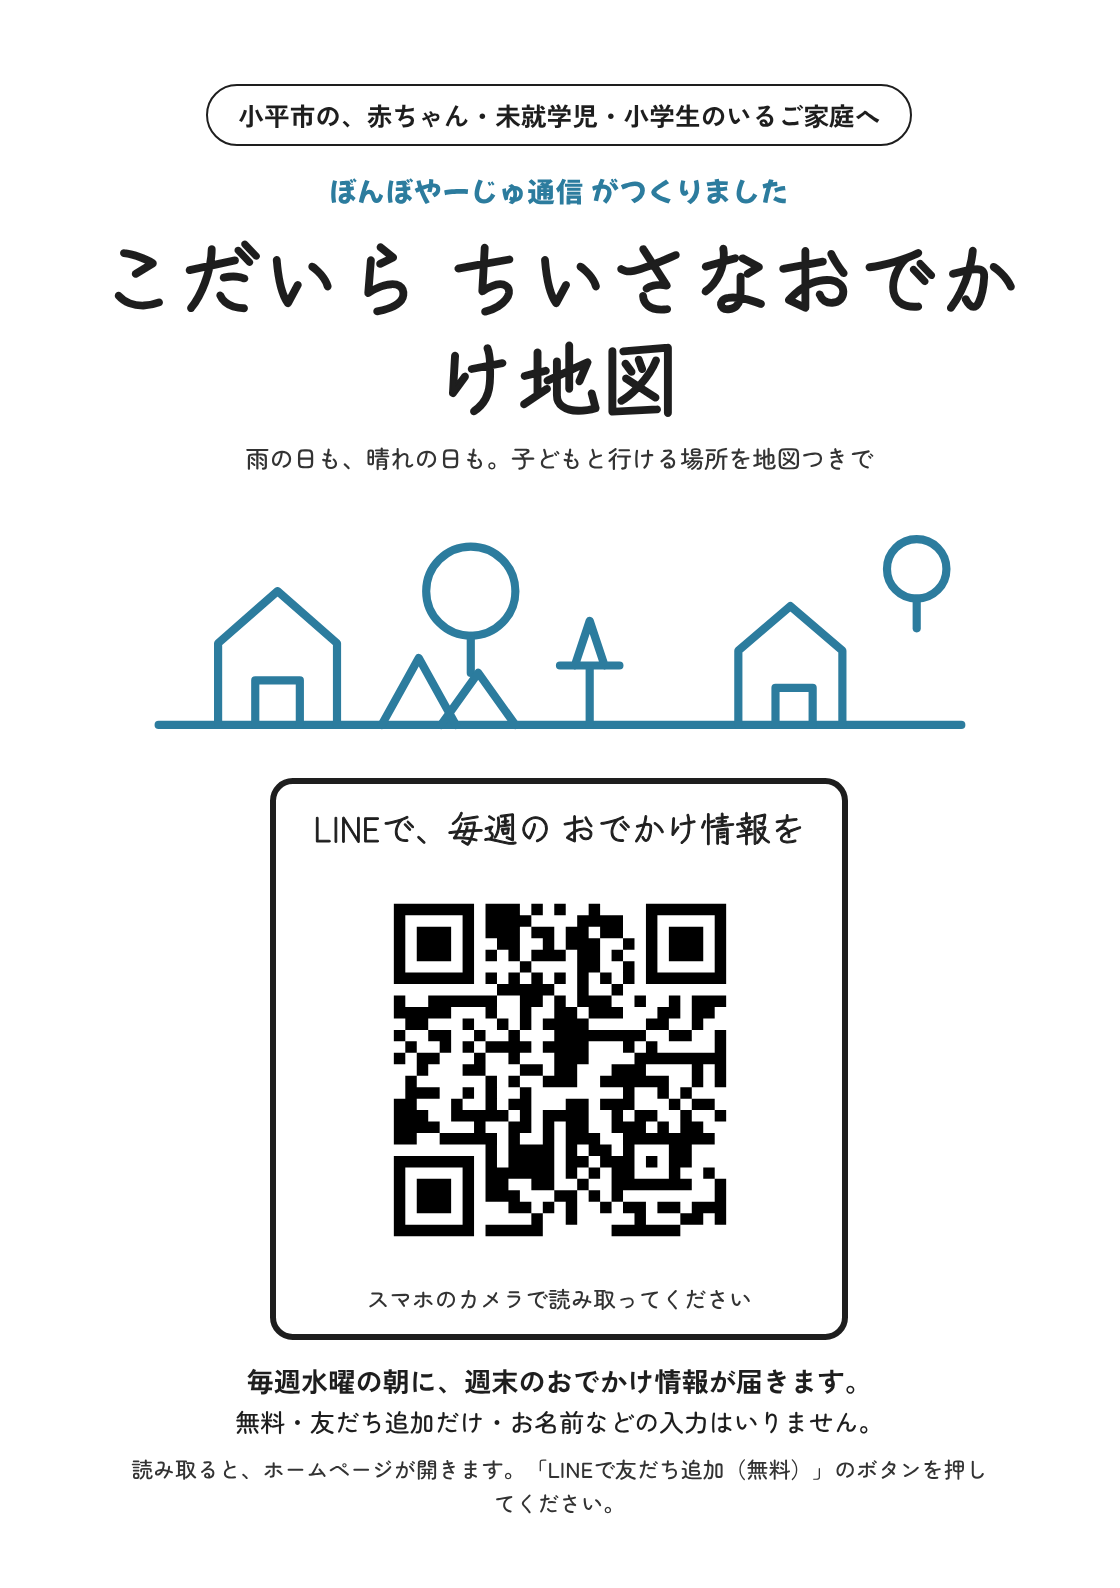 小平市の、赤ちゃん・未就学児・小学生のいるご家庭へ
ぼんぼやーじゅ通信 がつくりました
こだいら ちいさなおでか
け地図
雨の日も、晴れの日も。子どもと行ける場所を地図つきで
LINEで、毎週の おでかけ情報を
スマホのカメラで読み取ってください
毎週水曜の朝に、週末のおでかけ情報が届きます。
無料・友だち追加だけ・お名前などの入力はいりません。
読み取ると、ホームページが開きます。「LINEで友だち追加（無料）」のボタンを押し
てください。